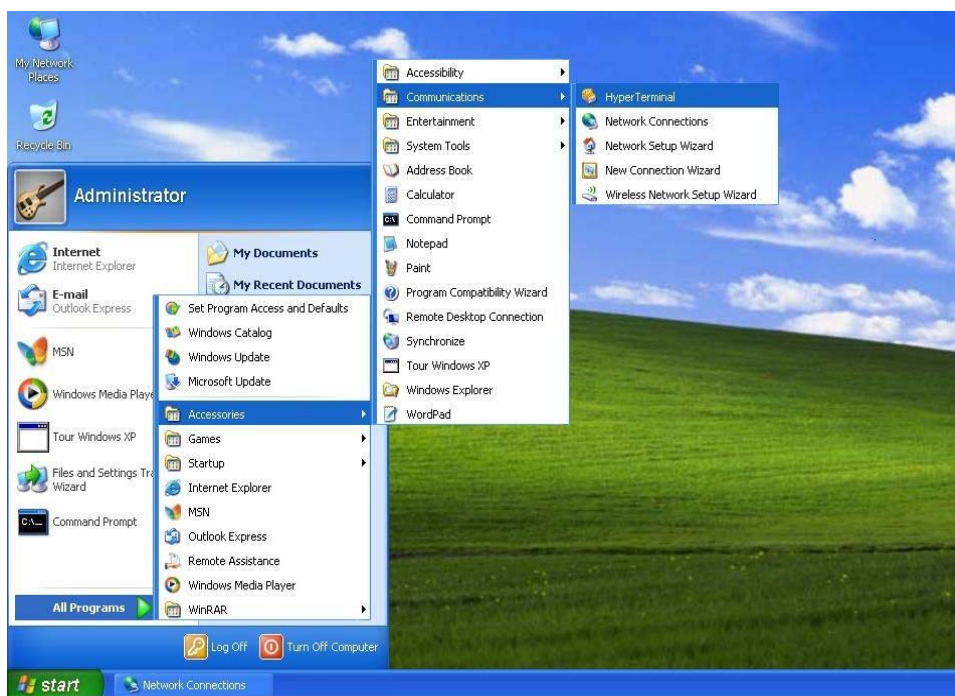 My Network
Places
Recycle Bin
Administrator
Internet
Internet Explorer
E-mail
Outlook Express
MSN
Windows Media Playe
Tour Windows XP
Files and Settings Tra
Wizard
C:\_
Command Prompt
All Programs
My Documents
My Recent Documents
Set Program Access and Defaults
Windows Catalog
Windows Update
Microsoft Update
Accessories
Games
Startup
Internet Explorer
MSN
Outlook Express
Remote Assistance
Windows Media Player
WinRAR
Accessibility
Communications
Entertainment
System Tools
Address Book
Calculator
Command Prompt
Notepad
Paint
Program Compatibility Wizard
Remote Desktop Connection
Synchronize
Tour Windows XP
Windows Explorer
WordPad
HyperTerminal
Network Connections
Network Setup Wizard
New Connection Wizard
Wireless Network Setup Wizard
Log Off
Turn Off Computer
start
Network Connections